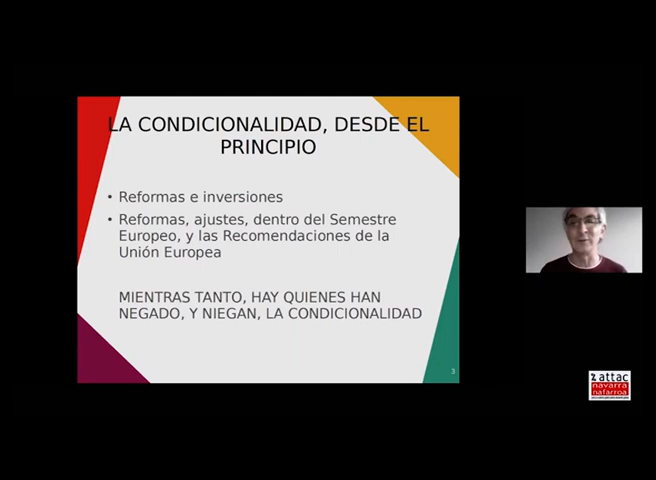 LA CONDICIONALIDAD, DESDE EL
PRINCIPIO
• Reformas e inversiones
• Reformas, ajustes, dentro del Semestre
Europeo, y las Recomendaciones de la
Unión Europea
MIENTRAS TANTO, HAY QUIENES HAN
NEGADO, Y NIEGAN, LA CONDICIONALIDAD
3
attac
navarra
nafarroa